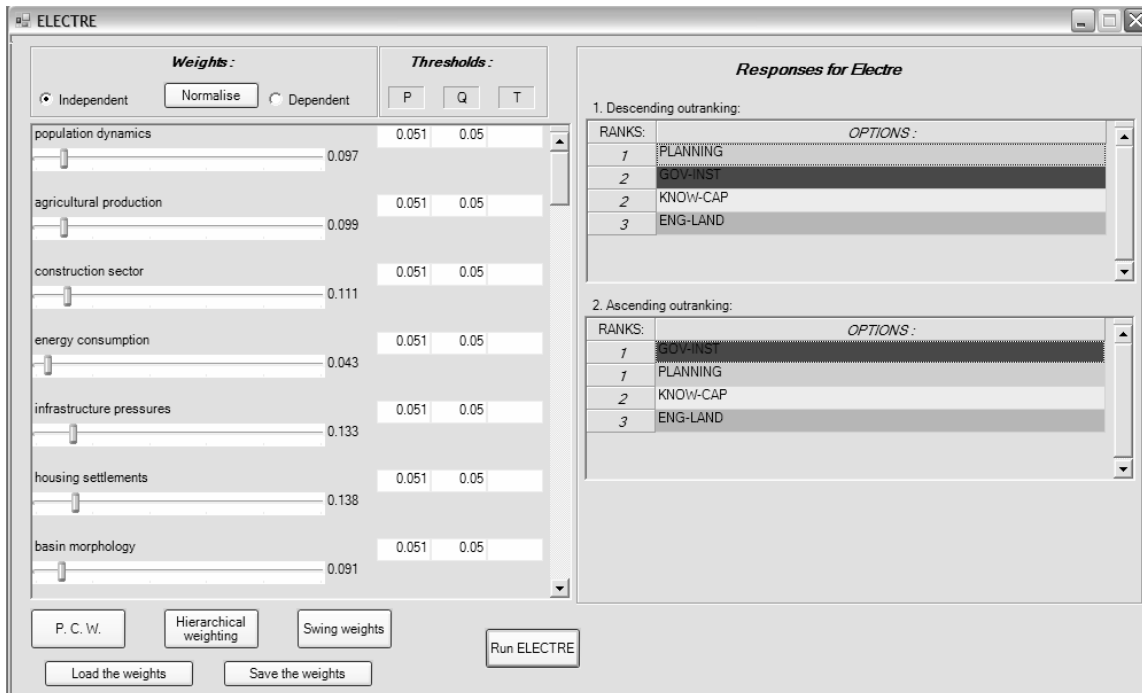 ELECTRE
Weights :
Independent
Normalise
Dependent
Thresholds :
P Q T
population dynamics
0.097
0.051 0.05
agricultural production
0.099
0.051 0.05
construction sector
0.111
0.051 0.05
energy consumption
0.043
0.051 0.05
infrastructure pressures
0.133
0.051 0.05
housing settlements
0.138
0.051 0.05
basin morphology
0.091
0.051 0.05
P. C. W.
Hierarchical
weighting
Swing weights
Load the weights
Save the weights
Run ELECTRE
Responses for Electre
1. Descending outranking:
RANKS: OPTIONS :
1 PLANNING
2 GOV-INST
2 KNOW-CAP
3 ENG-LAND
2. Ascending outranking:
RANKS: OPTIONS :
1 GOV-INST
1 PLANNING
2 KNOW-CAP
3 ENG-LAND